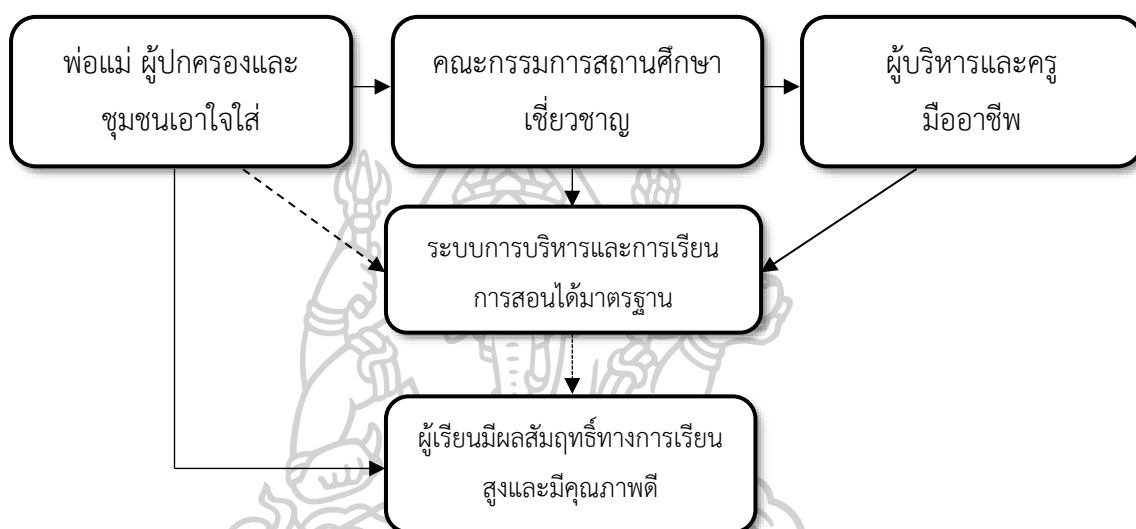 พ่อแม่ ผู้ปกครองและ
ชุมชนเอาใจใส่
คณะกรรมการสถานศึกษา
เชี่ยวชาญ
ผู้บริหารและครู
มืออาชีพ
ระบบการบริหารและการเรียน
การสอนได้มาตรฐาน
ผู้เรียนมีผลสัมฤทธิ์ทางการเรียน
สูงและมีคุณภาพดี